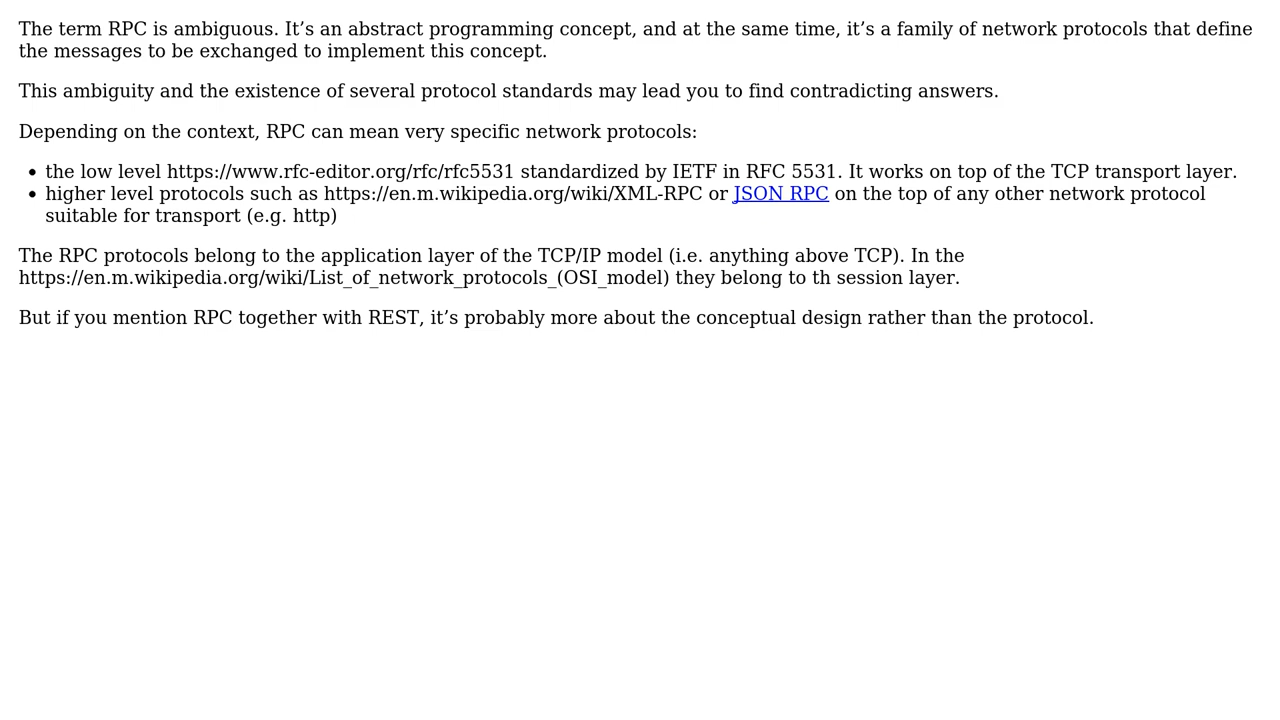 The term RPC is ambiguous. It’s an abstract programming concept, and at the same time, it’s a family of network protocols that define
the messages to be exchanged to implement this concept.
This ambiguity and the existence of several protocol standards may lead you to find contradicting answers.
Depending on the context, RPC can mean very specific network protocols:
• the low level https://www.rfc-editor.org/rfc/rfc5531 standardized by IETF in RFC 5531. It works on top of the TCP transport layer.
• higher level protocols such as https://en.m.wikipedia.org/wiki/XML-RPC or JSON RPC on the top of any other network protocol
suitable for transport (e.g. http)
The RPC protocols belong to the application layer of the TCP/IP model (i.e. anything above TCP). In the
https://en.m.wikipedia.org/wiki/List_of_network_protocols_(OSI_model) they belong to th session layer.
But if you mention RPC together with REST, it’s probably more about the conceptual design rather than the protocol.